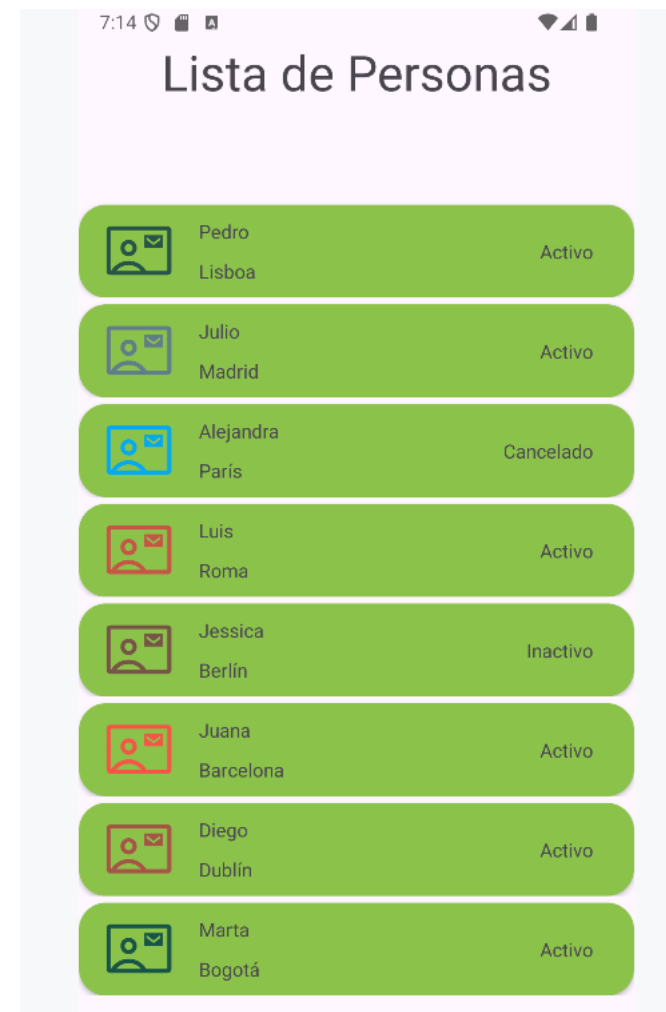 7:14
Lista de Personas
Pedro
Lisboa
Activo
Julio
Madrid
Activo
Alejandra
París
Cancelado
Luis
Roma
Activo
Jessica
Berlín
Inactivo
Juana
Barcelona
Activo
Diego
Dublín
Activo
Marta
Bogotá
Activo